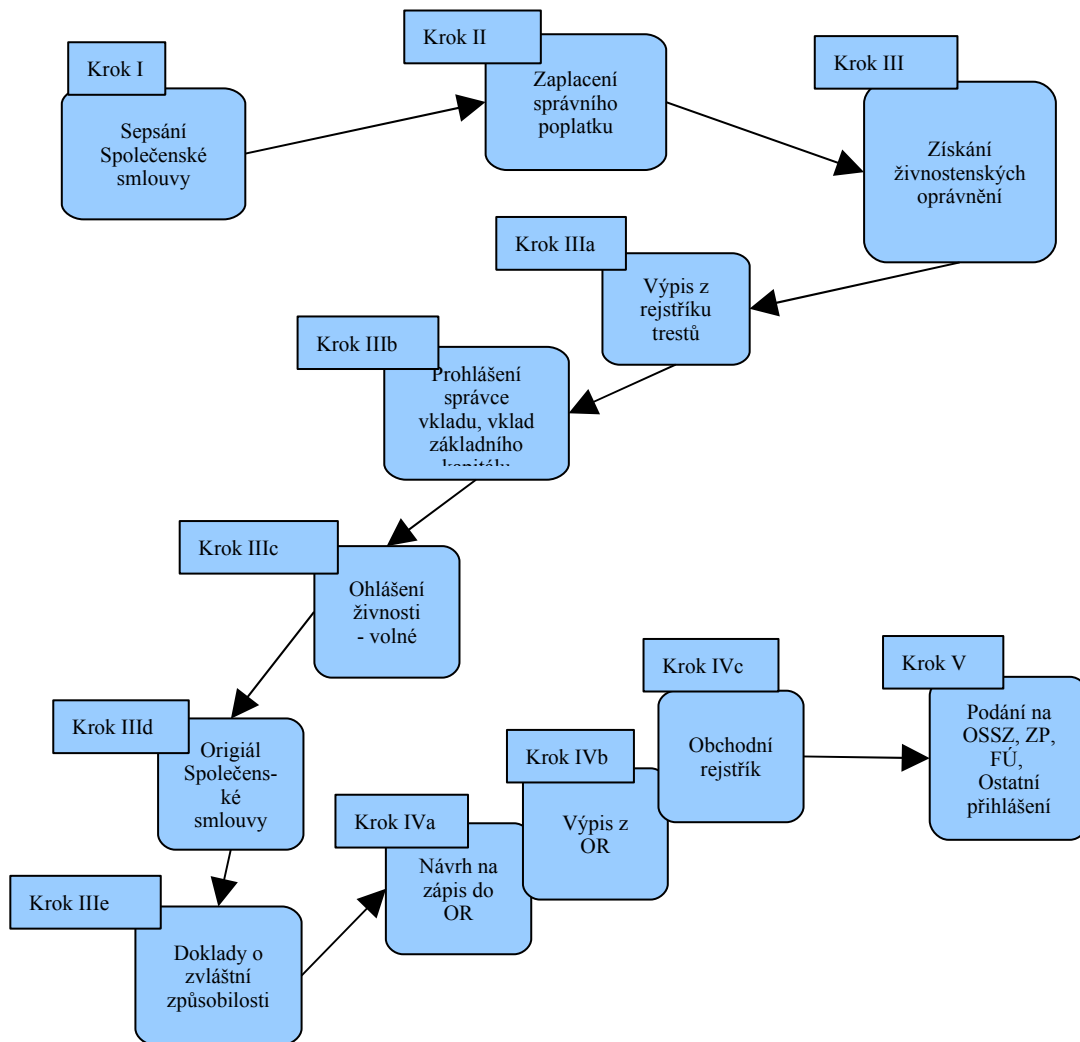 Krok I
Sepsání
Společenské
smlouvy
Krok II
Zaplacení
správního
poplatku
Krok III
Získání
živnostenských
oprávnění
Krok IIIa
Výpis z
rejstříku
trestů
Krok IIIb
Prohlášení
správce
vkladu, vklad
základního
kapitálu
Krok IIIc
Ohlášení
živnosti
- volné
Krok IIId
Origiál
Společens-
ké
smlouvy
Krok IIIe
Doklady o
zvláštní
způsobilosti
Krok IVa
Návrh na
zápis do
OR
Krok IVb
Výpis z
OR
Krok IVc
Obchodní
rejstřík
Krok V
Podání na
OSSZ, ZP,
FÚ,
Ostatní
přihlášení